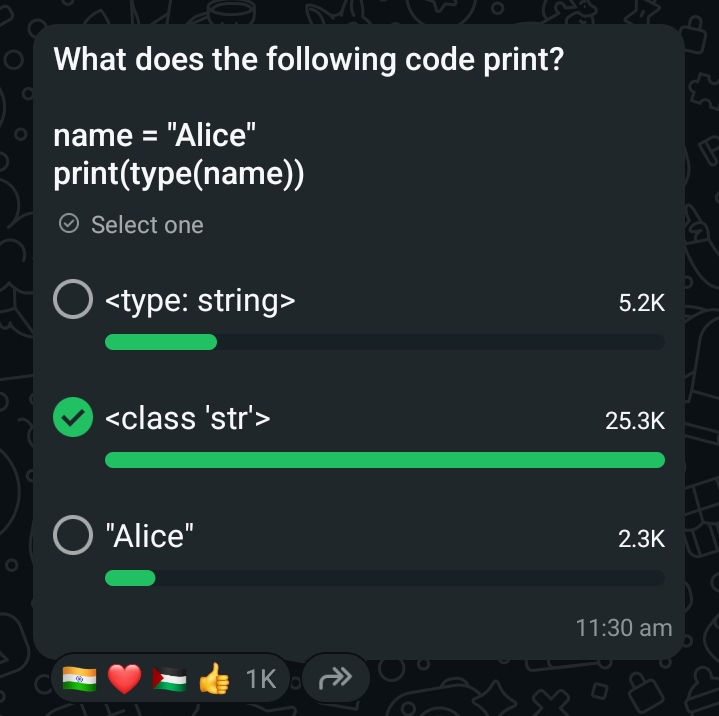 What does the following code print?
name = "Alice"
print(type(name))
Select one
<type: string> 5.2K
<class 'str'> 25.3K
"Alice" 2.3K
11:30 am
1K